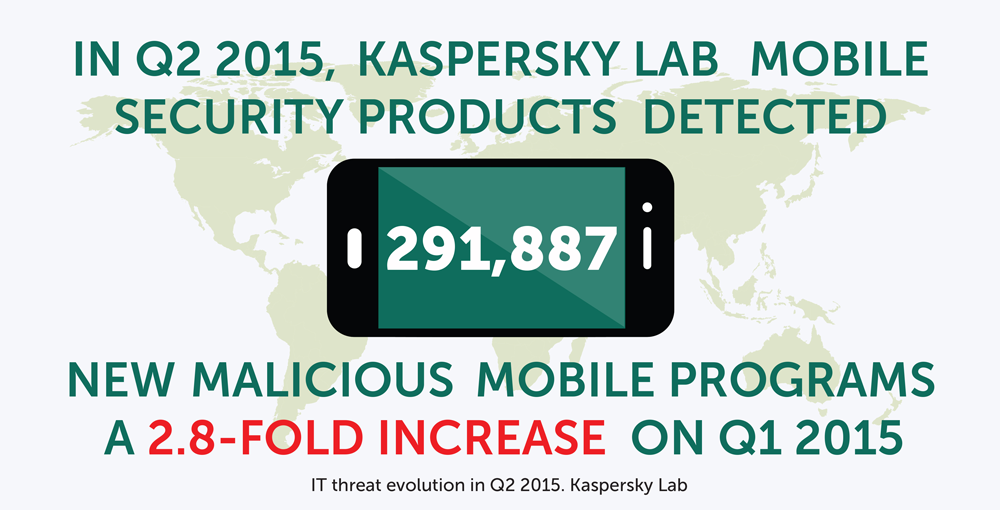 IN Q2 2015, KASPERSKY LAB MOBILE
SECURITY PRODUCTS DETECTED
291,887
NEW MALICIOUS MOBILE PROGRAMS
A 2.8-FOLD INCREASE ON Q1 2015
IT threat evolution in Q2 2015. Kaspersky Lab